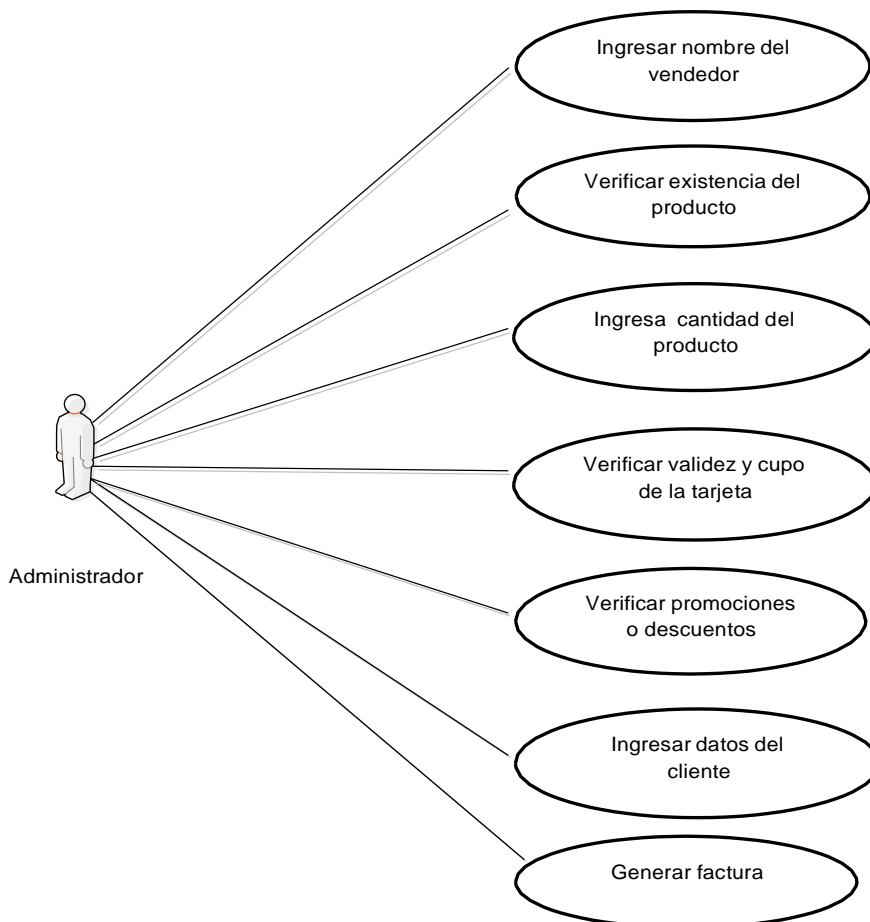 Ingresar nombre del
vendedor
Verificar existencia del
producto
Ingresa cantidad del
producto
Verificar validez y cupo
de la tarjeta
Administrador
Verificar promociones
o descuentos
Ingresar datos del
cliente
Generar factura